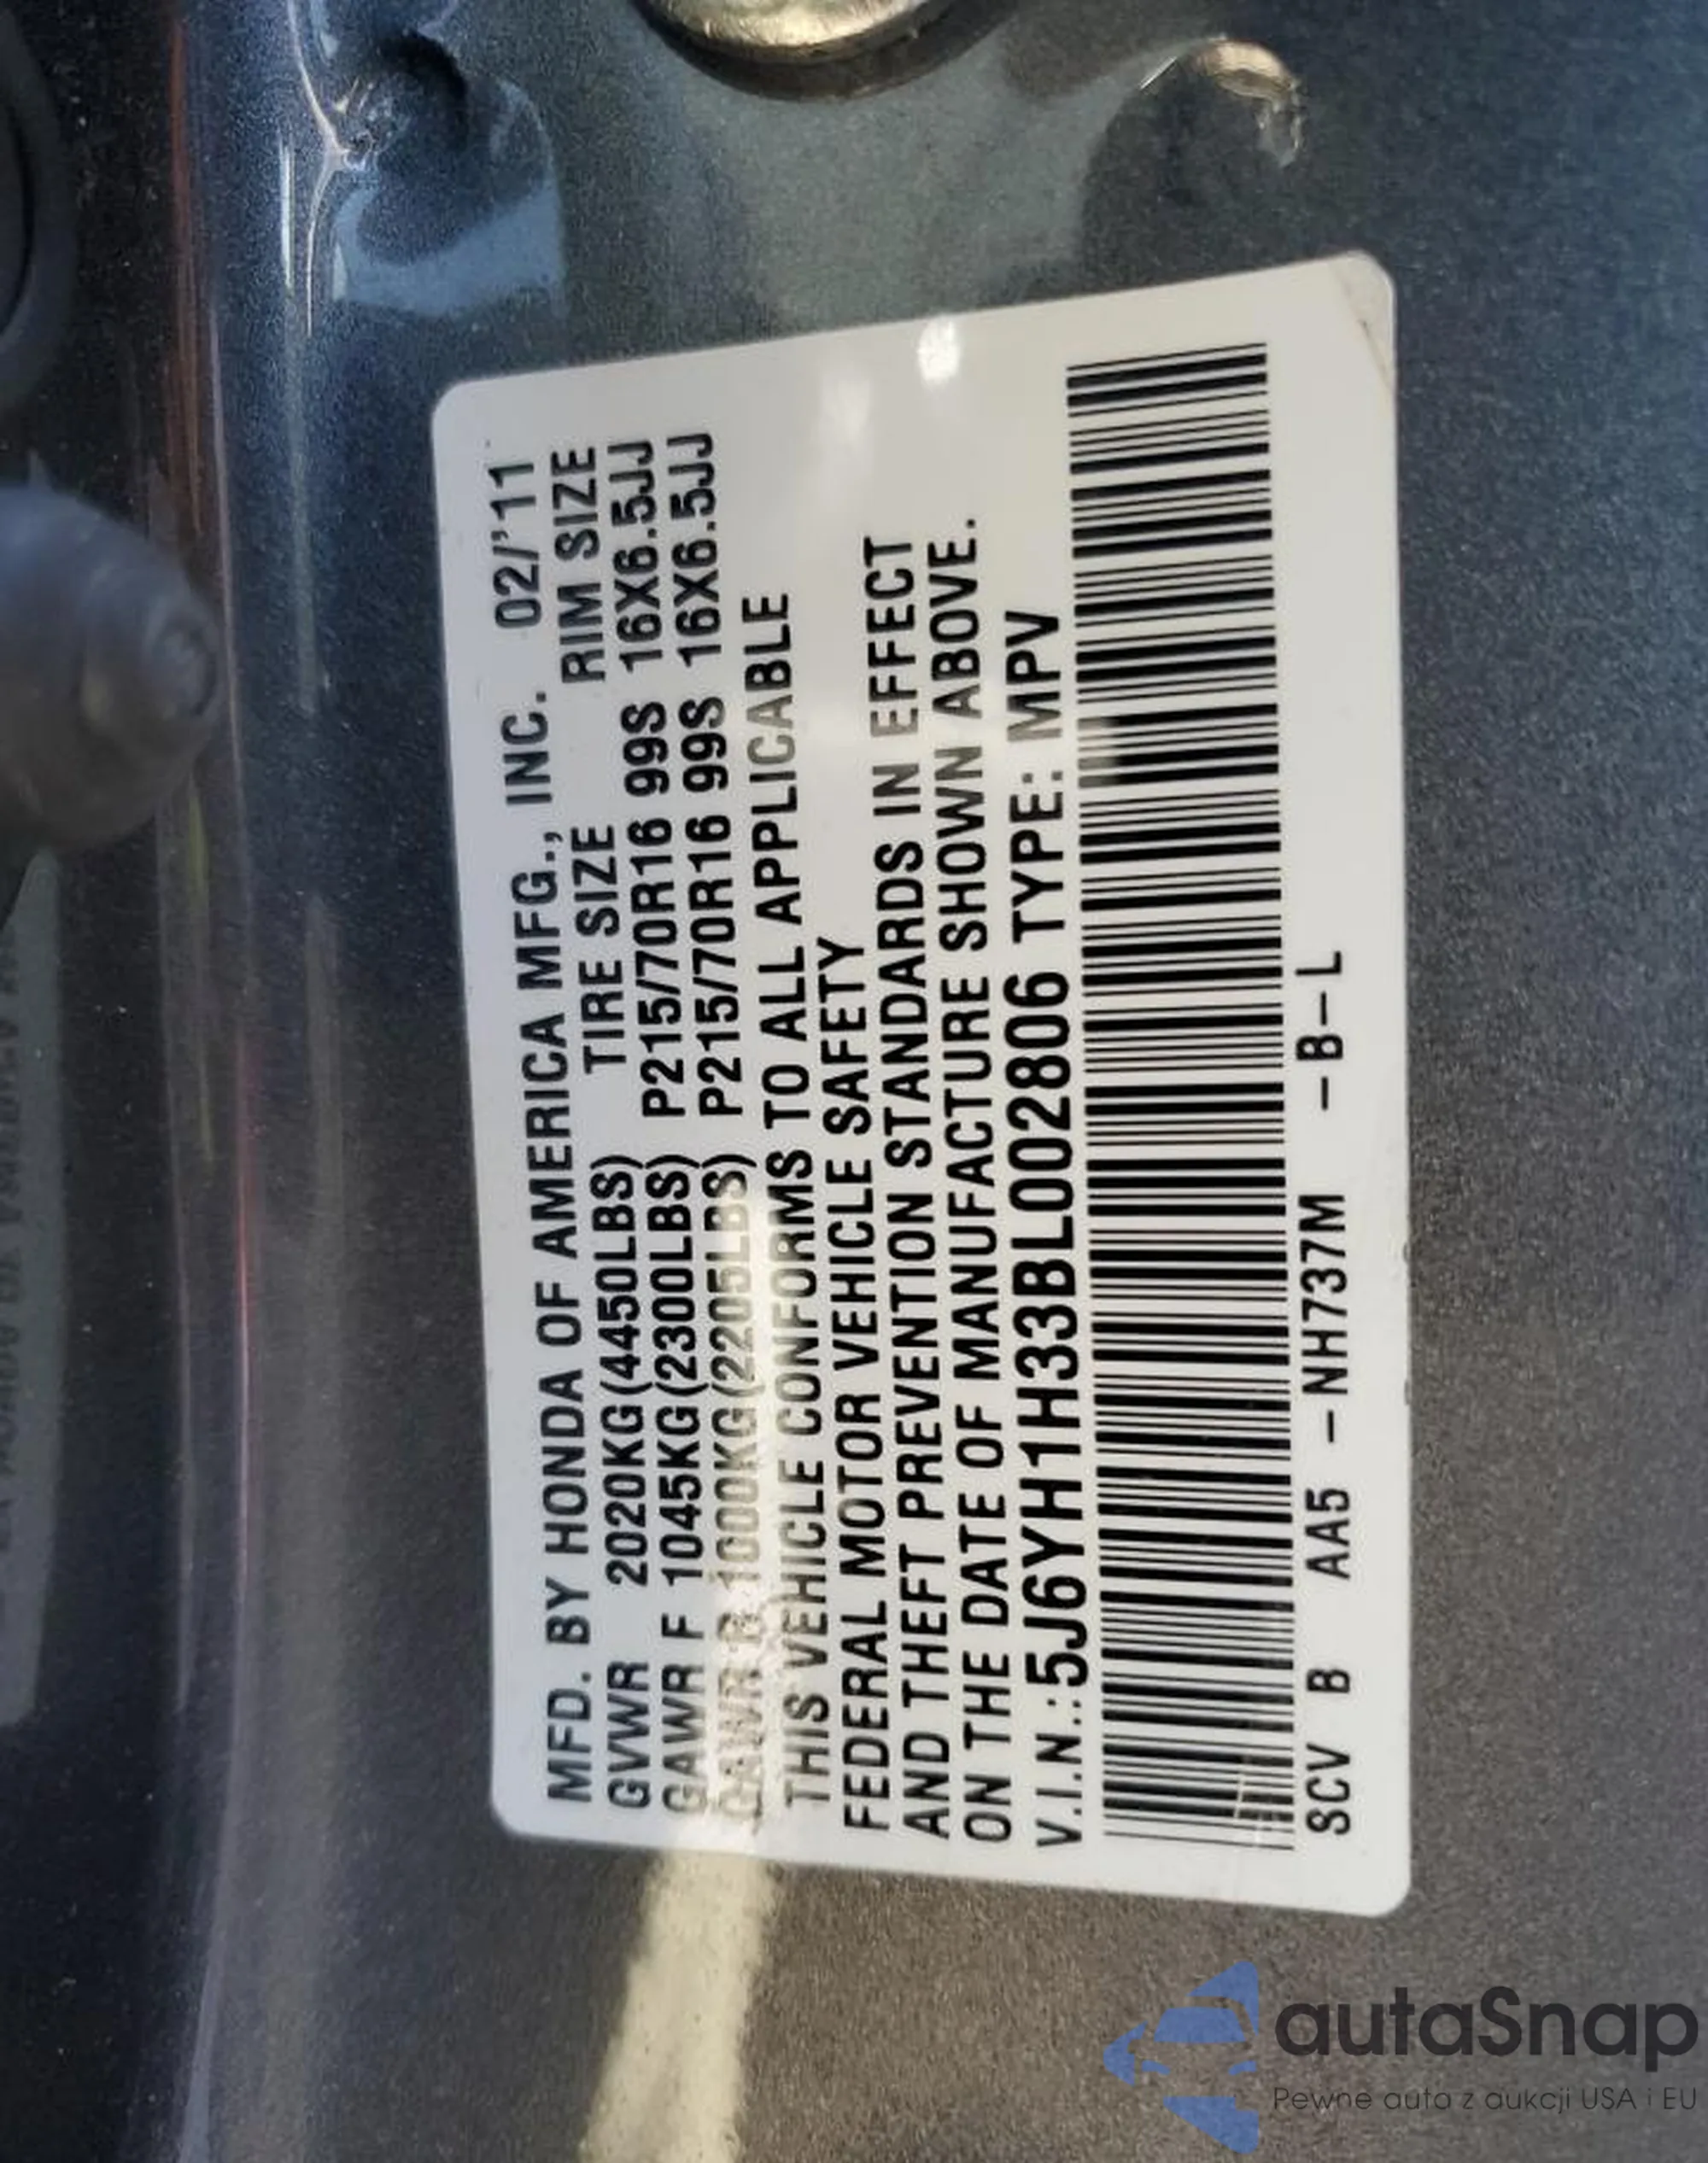 MFD. BY HONDA OF AMERICA MFG., INC. 02/'11
TIRE SIZE RIM SIZE
GVWR 2020KG(4450LBS)
GAWR F 1045KG(2300LBS) P215/70R16 99S 16X6.5JJ
GAWR R 1000KG(2205LBS) P215/70R16 99S 16X6.5JJ
THIS VEHICLE CONFORMS TO ALL APPLICABLE
FEDERAL MOTOR VEHICLE SAFETY
AND THEFT PREVENTION STANDARDS IN EFFECT
ON THE DATE OF MANUFACTURE SHOWN ABOVE.
V.I.N.:5J6YH1H33BL002806 TYPE: MPV
SCV B AA5 -NH737M -B-L
autaSnap
Pewne auta z aukcji USA i EU